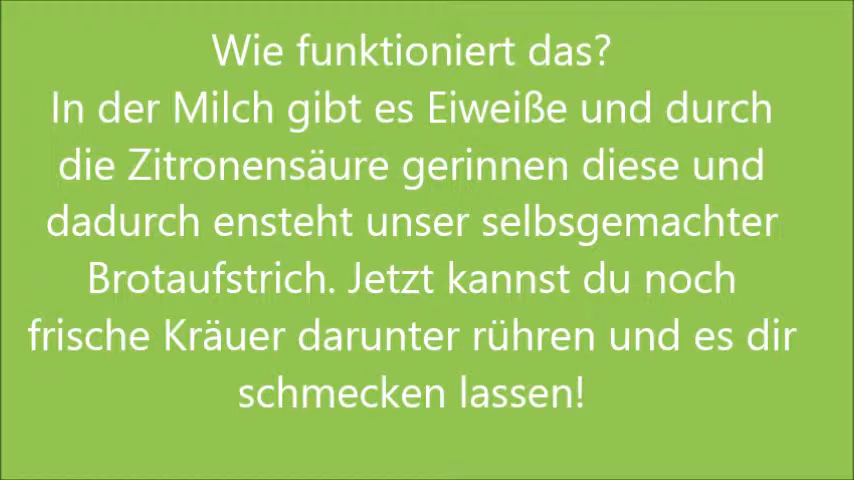 Wie funktioniert das?
In der Milch gibt es Eiweiße und durch
die Zitronensäure gerinnen diese und
dadurch ensteht unser selbsgemachter
Brotaufstrich. Jetzt kannst du noch
frische Kräuer darunter rühren und es dir
schmecken lassen!